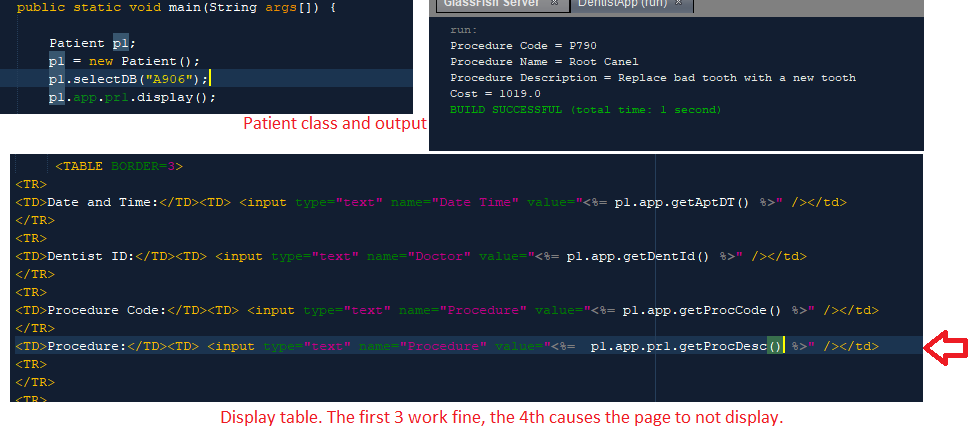 public static void main(String args[]) {
Patient p1;
p1 = new Patient();
p1.selectDB("A906");
p1.app.pr1.display();
GlassFish Server × DentistApp (run) ×
run:
Procedure Code = P790
Procedure Name = Root Canel
Procedure Description = Replace bad tooth with a new tooth
Cost = 1019.0
BUILD SUCCESSFUL (total time: 1 second)
Patient class and output
<TABLE BORDER=3>
<TR>
<TD>Date and Time:</TD><TD> <input type="text" name="Date Time" value="<%= p1.app.getAptDT() %>" /></td>
</TR>
<TR>
<TD>Dentist ID:</TD><TD> <input type="text" name="Doctor" value="<%= p1.app.getDentId() %>" /></td>
</TR>
<TR>
<TD>Procedure Code:</TD><TD> <input type="text" name="Procedure" value="<%= p1.app.getProcCode() %>" /></td>
</TR>
<TD>Procedure:</TD><TD> <input type="text" name="Procedure" value="<%=  p1.app.pr1.getProcDesc() %>" /></td>
<TR>
</TR>
<TR>
Display table. The first 3 work fine, the 4th causes the page to not display.